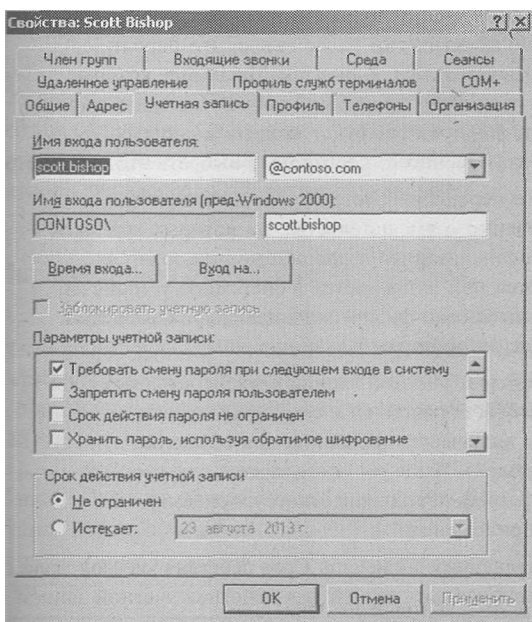 Свойства: Scott Bishop
Член групп Входящие звонки Среда Сеансы
Удаленное управление Профиль служб терминалов COM+
Общие Адрес Учетная запись Профиль Телефоны Организация
Имя входа пользователя:
scott.bishop @contoso.com
Имя входа пользователя (пред-Windows 2000):
CONTOSO\ scott.bishop
Время входа... Вход на...
Заблокировать учетную запись
Параметры учетной записи:
Требовать смену пароля при следующем входе в систему
Запретить смену пароля пользователем
Срок действия пароля не ограничен
Хранить пароль, используя обратимое шифрование
Срок действия учетной записи
Не ограничен
Истекает: 23 августа 2013 г.
OK Отмена Применить